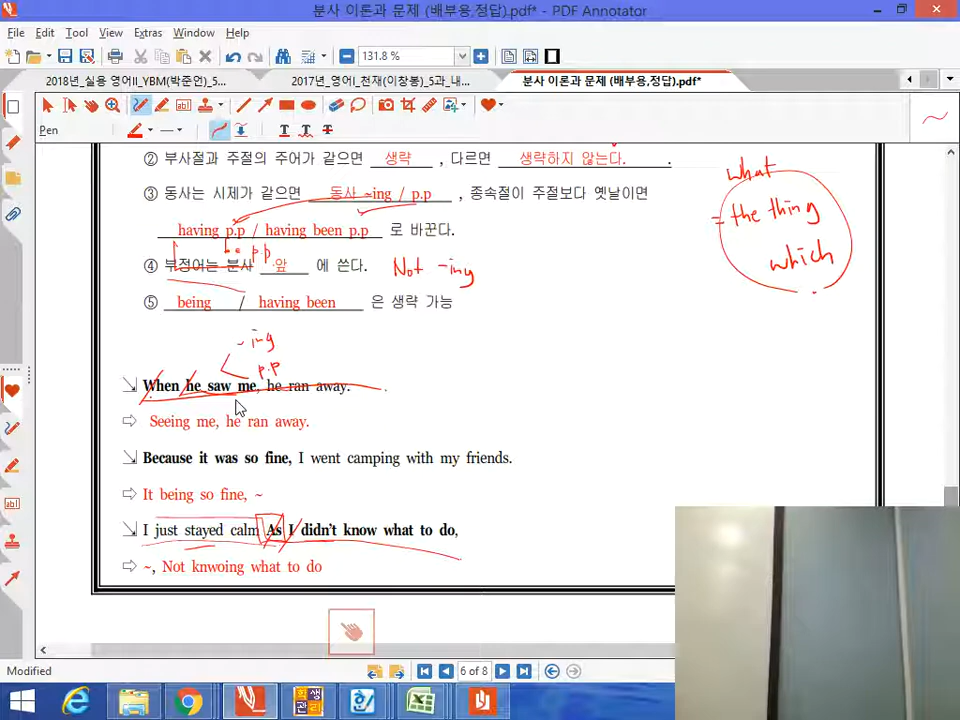 분사 이론과 문제 (배부용,정답).pdf* - PDF Annotator
File Edit Tool View Extras Window Help
131.8 %
2018년_실용 영어II_YBM(박준언)_5... 2017년_영어I_천재(이창봉)_5과_내... 분사 이론과 문제 (배부용,정답).pdf*
Pen
② 부사절과 주절의 주어가 같으면 생략 , 다르면 생략하지 않는다. .
what
③ 동사는 시제가 같으면 동사 ~ing / p.p , 종속절이 주절보다 옛날이면
= the thing
having p.p / having been p.p 로 바꾼다.
be p.p
which
④ 부정어는 분사 앞 에 쓴다. Not -ing
⑤ being / having been 은 생략 가능
- ing
p.p
When he saw me, he ran away.
⇨ Seeing me, he ran away.
Because it was so fine, I went camping with my friends.
⇨ It being so fine, ~
I just stayed calm As I didn't know what to do,
⇨ ~, Not knwoing what to do
Modified 6 of 8
학생
관리